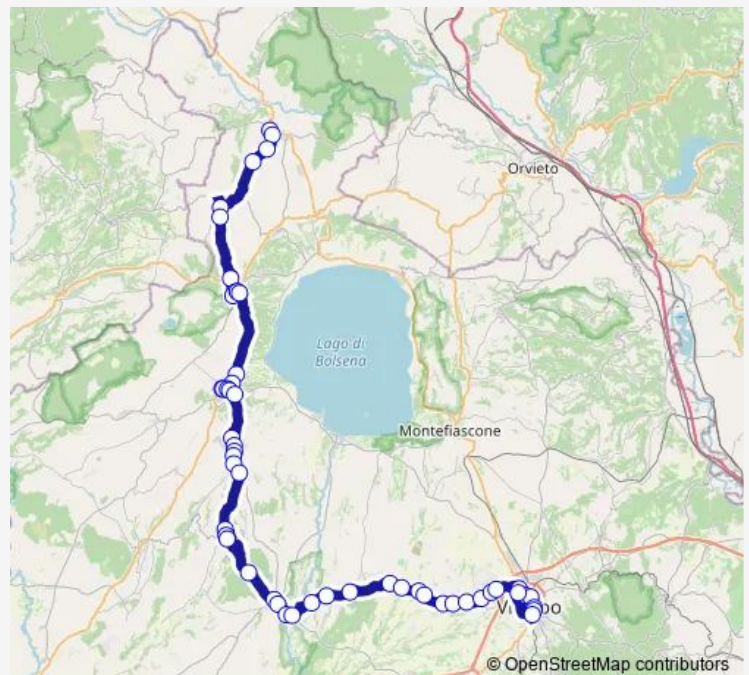 Orvieto
Lago di
Bolsena
Montefiascone
© OpenStreetMap contributors